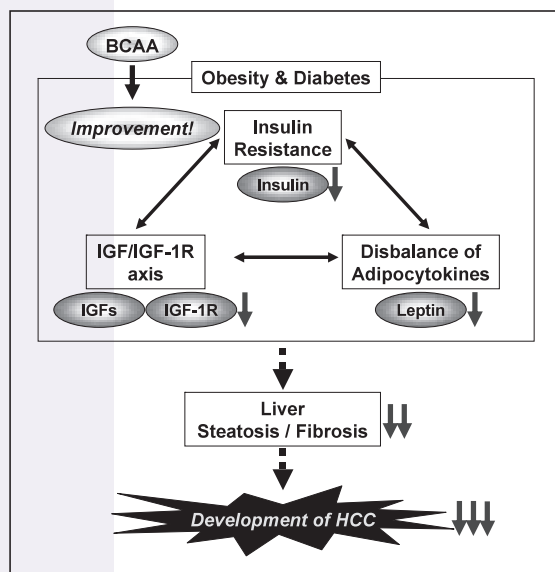 BCAA
Obesity & Diabetes
Improvement!
Insulin
Resistance
Insulin
IGF/IGF-1R
axis
Disbalance of
Adipocytokines
IGFs
IGF-1R
Leptin
Liver
Steatosis / Fibrosis
Development of HCC